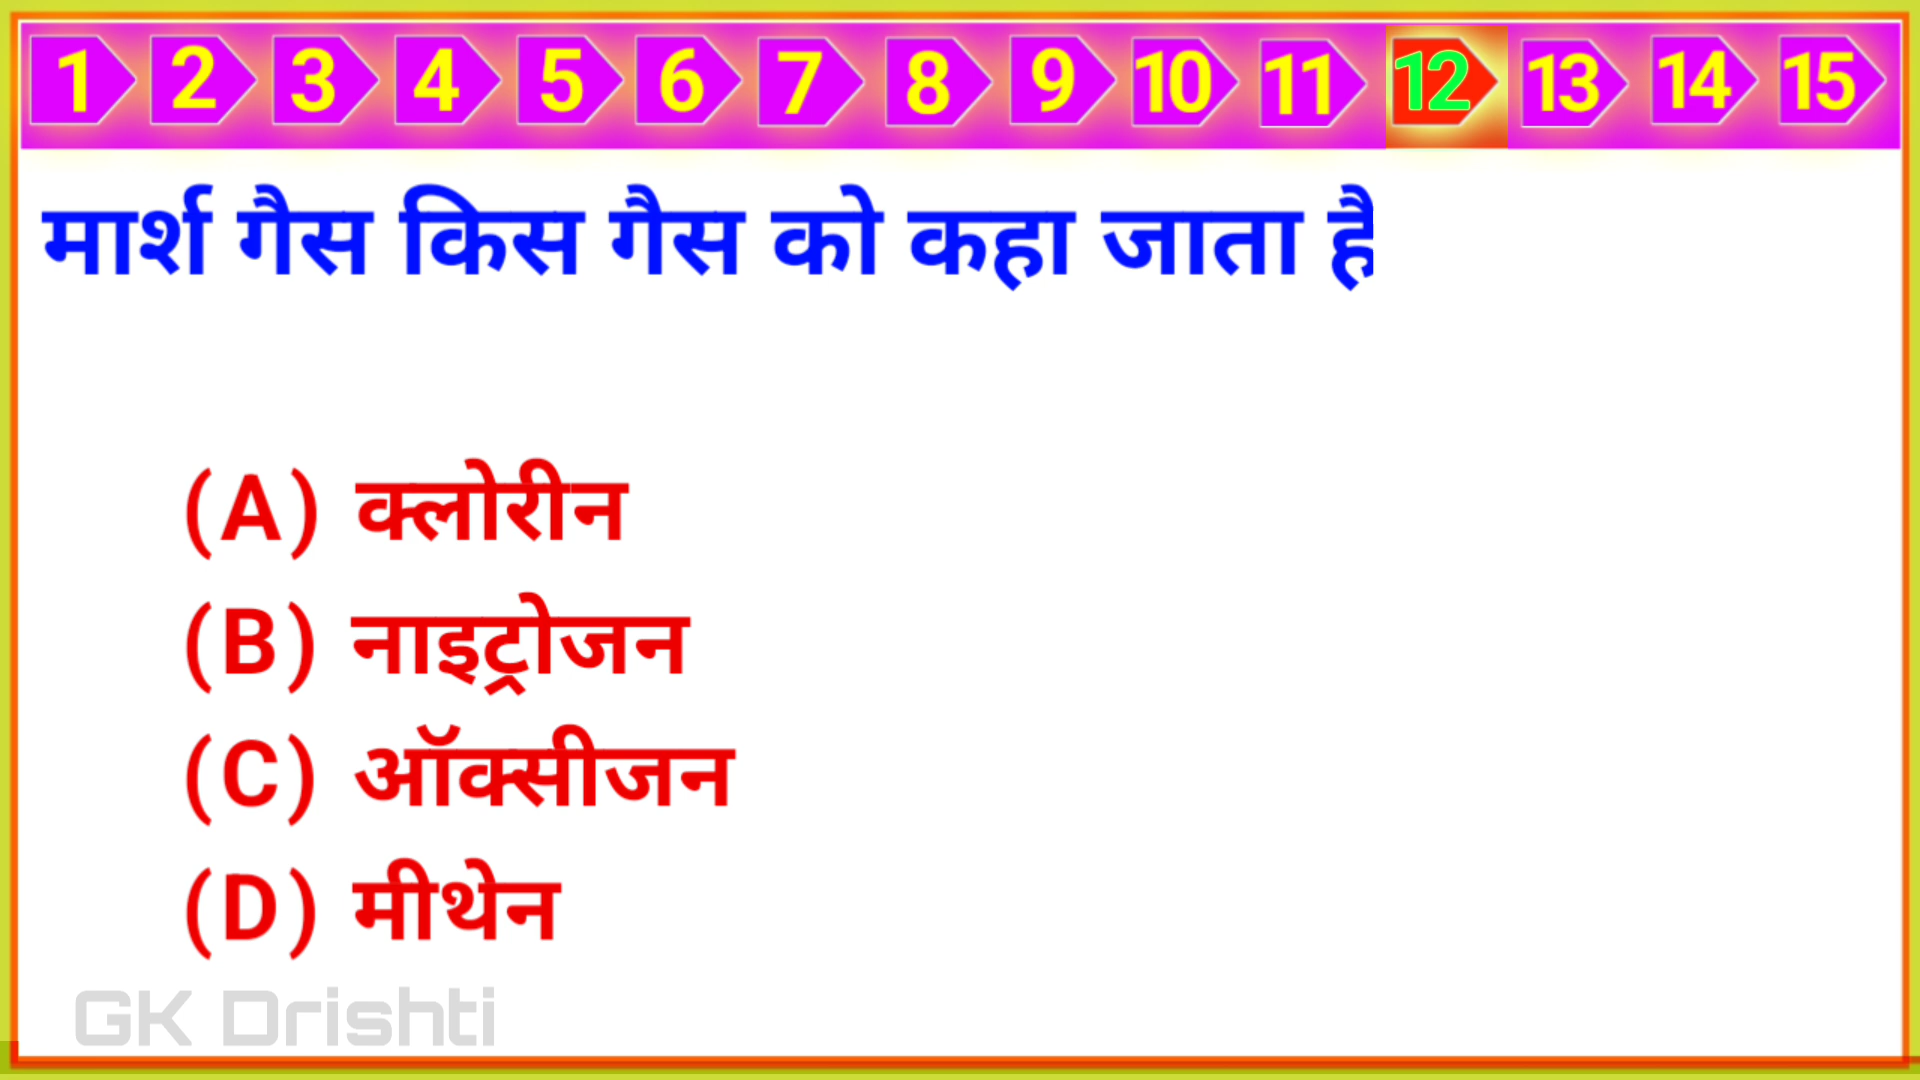 1 2 3 4 5 6 7 8 9 10 11 12 13 14 15
मार्श गैस किस गैस को कहा जाता है
(A) क्लोरीन
(B) नाइट्रोजन
(C) ऑक्सीजन
(D) मीथेन
GK Drishti